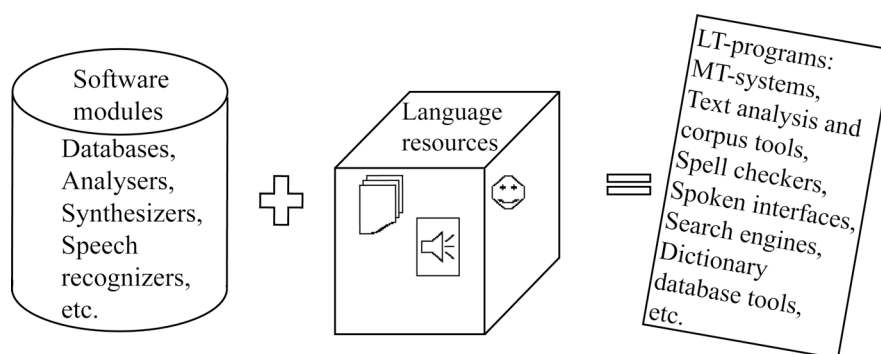 Software
modules
Databases,
Analysers,
Synthesizers,
Speech
recognizers,
etc.
Language
resources
LT-programs:
MT-systems,
Text analysis and
corpus tools,
Spell checkers,
Spoken interfaces,
Search engines,
Dictionary
database tools,
etc.